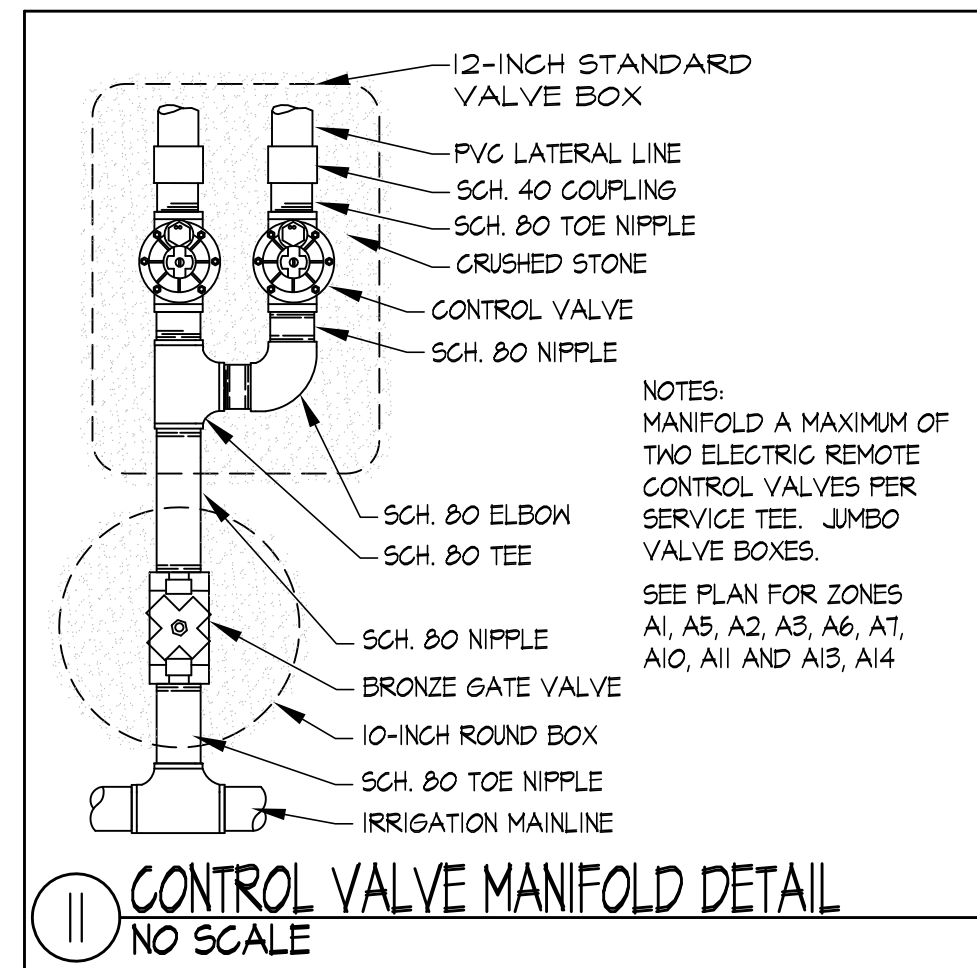 12-INCH STANDARD
VALVE BOX
PVC LATERAL LINE
SCH. 40 COUPLING
SCH. 80 TOE NIPPLE
CRUSHED STONE
CONTROL VALVE
SCH. 80 NIPPLE
NOTES:
MANIFOLD A MAXIMUM OF
TWO ELECTRIC REMOTE
CONTROL VALVES PER
SERVICE TEE. JUMBO
VALVE BOXES.
SEE PLAN FOR ZONES
A1, A5, A2, A3, A6, A7,
A10, A11 AND A13, A14
SCH. 80 ELBOW
SCH. 80 TEE
SCH. 80 NIPPLE
BRONZE GATE VALVE
10-INCH ROUND BOX
SCH. 80 TOE NIPPLE
IRRIGATION MAINLINE
11
CONTROL VALVE MANIFOLD DETAIL
NO SCALE